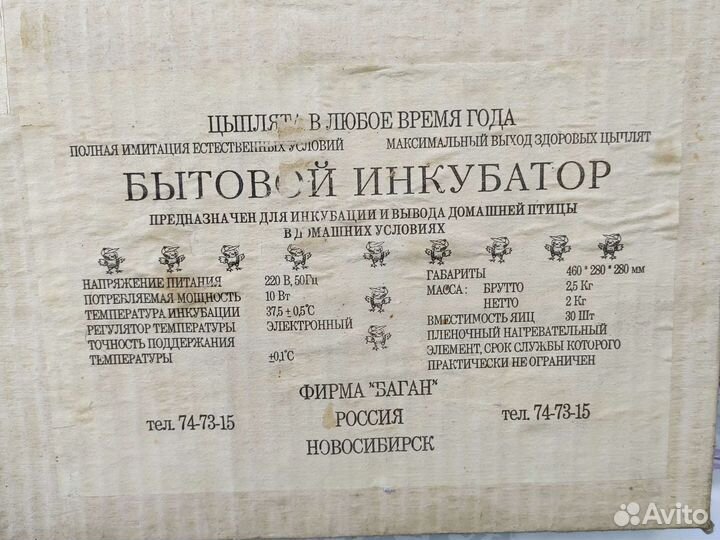 ЦЫПЛЯТА В ЛЮБОЕ ВРЕМЯ ГОДА
ПОЛНАЯ ИМИТАЦИЯ ЕСТЕСТВЕННЫХ УСЛОВИЙ МАКСИМАЛЬНЫЙ ВЫХОД ЗДОРОВЫХ ЦЫПЛЯТ
БЫТОВОЙ ИНКУБАТОР
ПРЕДНАЗНАЧЕН ДЛЯ ИНКУБАЦИИ И ВЫВОДА ДОМАШНЕЙ ПТИЦЫ
В ДОМАШНИХ УСЛОВИЯХ
НАПРЯЖЕНИЕ ПИТАНИЯ 220 В, 50Гц
ПОТРЕБЛЯЕМАЯ МОЩНОСТЬ 10 Вт
ТЕМПЕРАТУРА ИНКУБАЦИИ 37,5 ± 0,5°С
РЕГУЛЯТОР ТЕМПЕРАТУРЫ ЭЛЕКТРОННЫЙ
ТОЧНОСТЬ ПОДДЕРЖАНИЯ
ТЕМПЕРАТУРЫ ±0,1°С
ГАБАРИТЫ 460 * 280 * 280 мм
МАССА : БРУТТО 2,5 Кг
НЕТТО 2 Кг
ВМЕСТИМОСТЬ ЯИЦ 30 Шт
ПЛЕНОЧНЫЙ НАГРЕВАТЕЛЬНЫЙ
ЭЛЕМЕНТ, СРОК СЛУЖБЫ КОТОРОГО
ПРАКТИЧЕСКИ НЕ ОГРАНИЧЕН
ФИРМА "БАГАН"
тел. 74-73-15 РОССИЯ тел. 74-73-15
НОВОСИБИРСК
Avito